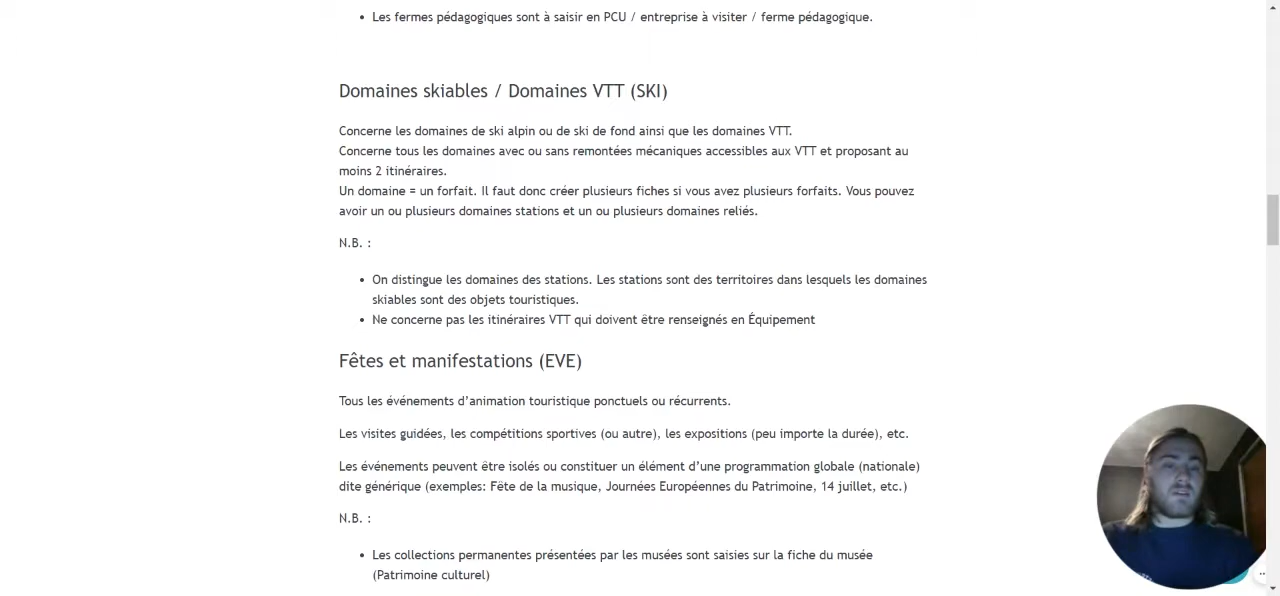 • Les fermes pédagogiques sont à saisir en PCU / entreprise à visiter / ferme pédagogique.
Domaines skiables / Domaines VTT (SKI)
Concerne les domaines de ski alpin ou de ski de fond ainsi que les domaines VTT.
Concerne tous les domaines avec ou sans remontées mécaniques accessibles aux VTT et proposant au
moins 2 itinéraires.
Un domaine = un forfait. Il faut donc créer plusieurs fiches si vous avez plusieurs forfaits. Vous pouvez
avoir un ou plusieurs domaines stations et un ou plusieurs domaines reliés.
N.B. :
• On distingue les domaines des stations. Les stations sont des territoires dans lesquels les domaines
skiables sont des objets touristiques.
• Ne concerne pas les itinéraires VTT qui doivent être renseignés en Équipement
Fêtes et manifestations (EVE)
Tous les événements d’animation touristique ponctuels ou récurrents.
Les visites guidées, les compétitions sportives (ou autre), les expositions (peu importe la durée), etc.
Les événements peuvent être isolés ou constituer un élément d’une programmation globale (nationale)
dite générique (exemples: Fête de la musique, Journées Européennes du Patrimoine, 14 juillet, etc.)
N.B. :
• Les collections permanentes présentées par les musées sont saisies sur la fiche du musée
(Patrimoine culturel)